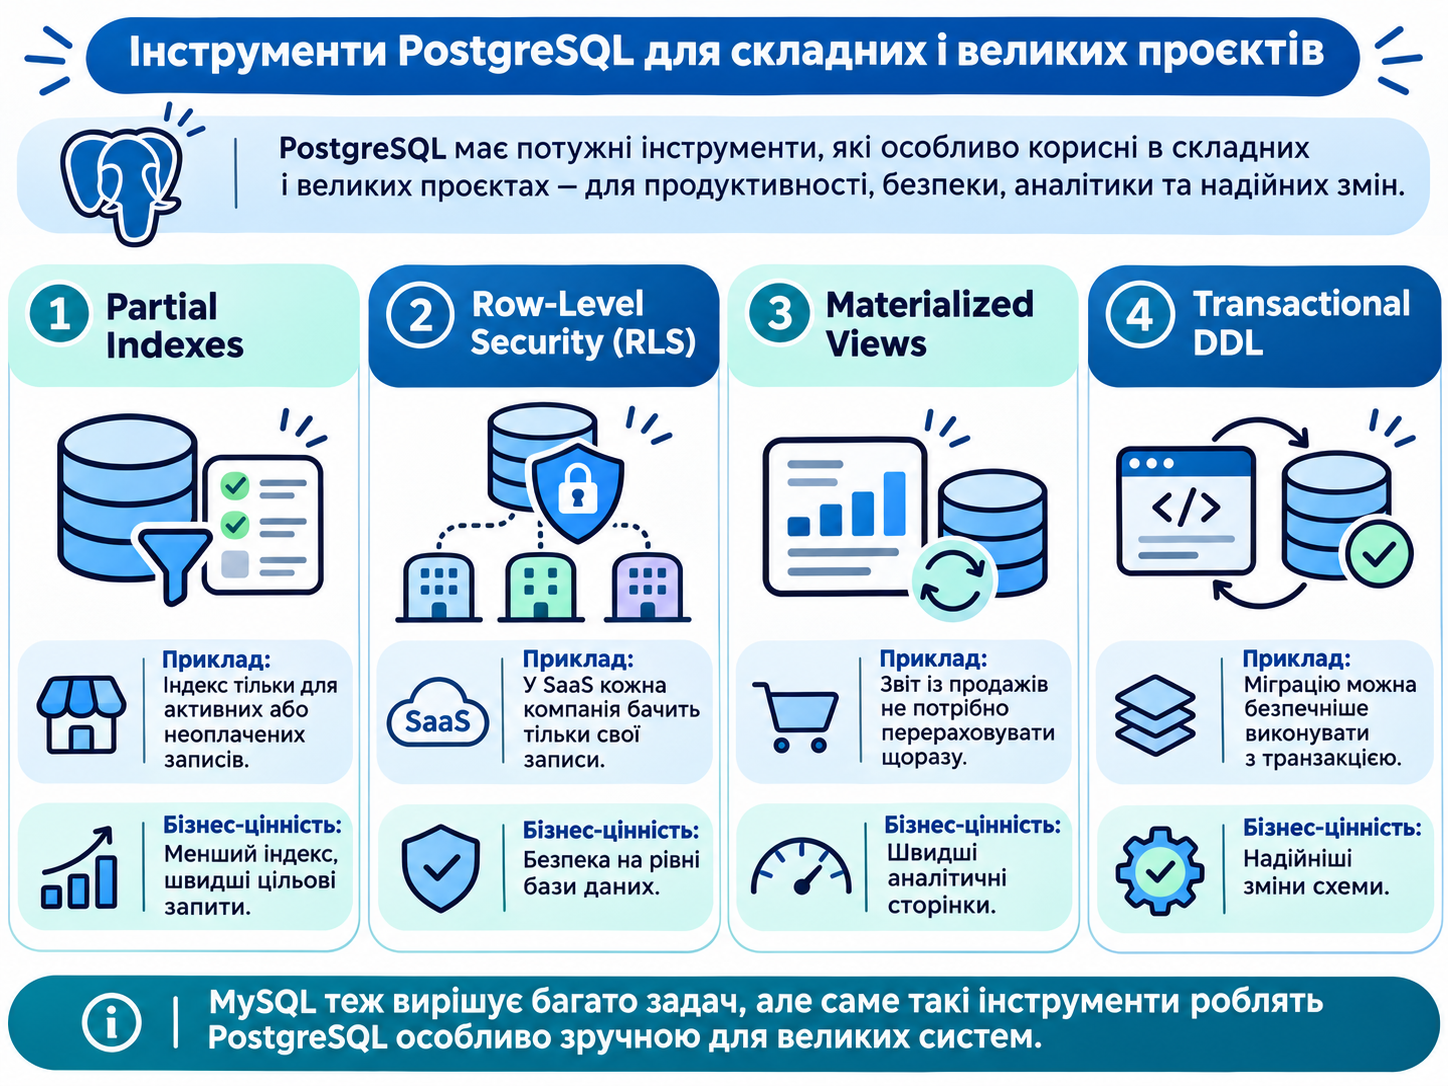 Інструменти PostgreSQL для складних і великих проєктів
PostgreSQL має потужні інструменти, які особливо корисні в складних
і великих проєктах – для продуктивності, безпеки, аналітики та надійних змін.
1
Partial
Indexes
Приклад:
Індекс тільки для
активних або
неоплачених
записів.
Бізнес-цінність:
Менший індекс,
швидші цільові
запити.
2
Row-Level
Security (RLS)
SaaS
Приклад:
У SaaS кожна
компанія бачить
тільки свої
записи.
Бізнес-цінність:
Безпека на рівні
бази даних.
3
Materialized
Views
Приклад:
Звіт із продажів
не потрібно
перераховувати
щоразу.
Бізнес-цінність:
Швидші
аналітичні
сторінки.
4
Transactional
DDL
</>
Приклад:
Міграцію можна
безпечніше
виконувати
з транзакцією.
Бізнес-цінність:
Надійніші
зміни схеми.
i
MySQL теж вирішує багато задач, але саме такі інструменти роблять
PostgreSQL особливо зручною для великих систем.